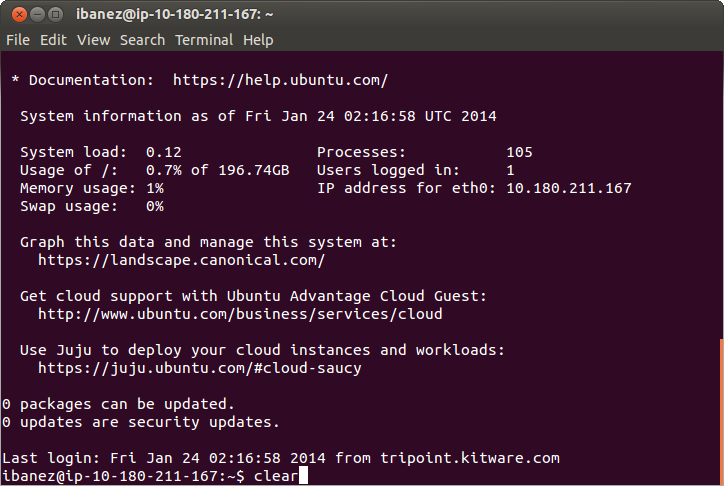 ibanez@ip-10-180-211-167: ~
File Edit View Search Terminal Help
* Documentation:  https://help.ubuntu.com/
System information as of Fri Jan 24 02:16:58 UTC 2014
System load:  0.12               Processes:           105
Usage of /:   0.7% of 196.74GB   Users logged in:     1
Memory usage: 1%                 IP address for eth0: 10.180.211.167
Swap usage:   0%
Graph this data and manage this system at:
https://landscape.canonical.com/
Get cloud support with Ubuntu Advantage Cloud Guest:
http://www.ubuntu.com/business/services/cloud
Use Juju to deploy your cloud instances and workloads:
https://juju.ubuntu.com/#cloud-saucy
0 packages can be updated.
0 updates are security updates.
Last login: Fri Jan 24 02:16:58 2014 from tripoint.kitware.com
ibanez@ip-10-180-211-167:~$ clear